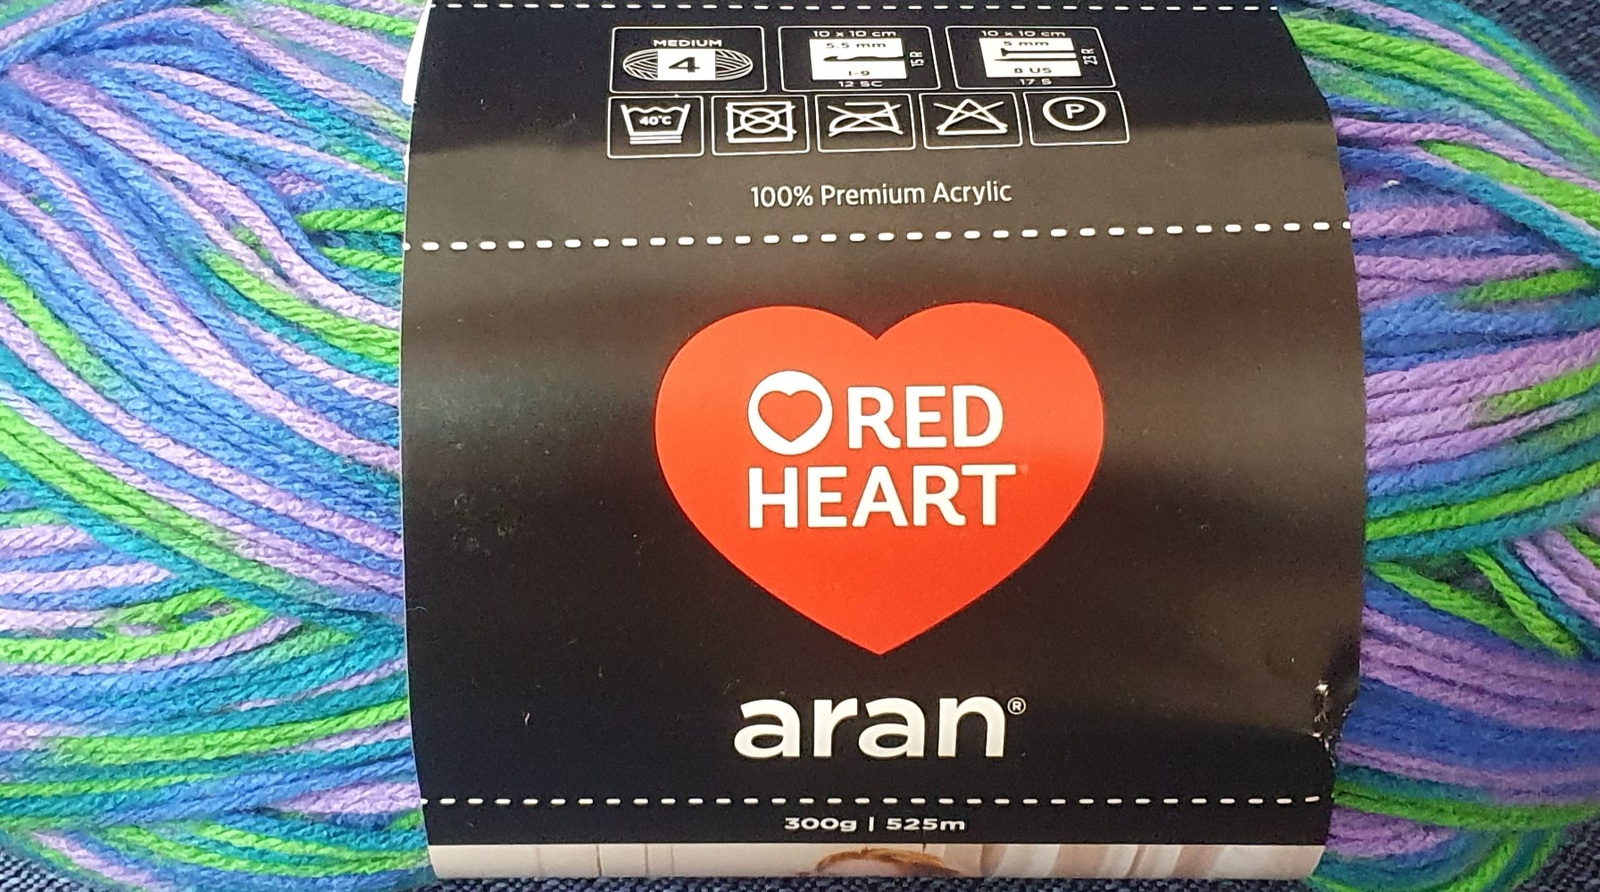 MEDIUM
4
10 x 10 cm
5.5 mm
I-9
12 SC
15 R
10 x 10 cm
5 mm
8 US
17 S
23 R
40°C
P
100% Premium Acrylic
RED
HEART
aran®
300g | 525m